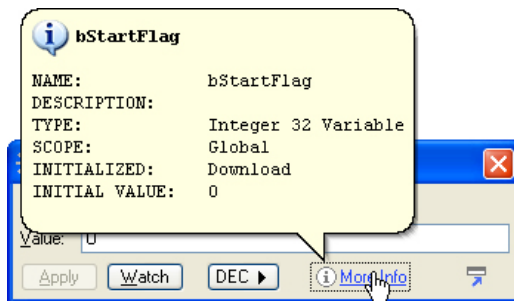 bStartFlag
NAME: bStartFlag
DESCRIPTION:
TYPE: Integer 32 Variable
SCOPE: Global
INITIALIZED: Download
INITIAL VALUE: 0
Value: 0
Apply Watch DEC More Info